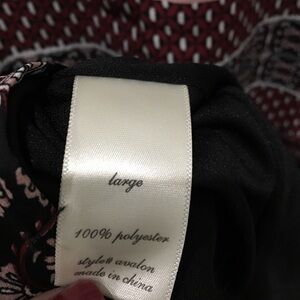 large
100% polyester
style# avalon
made in china